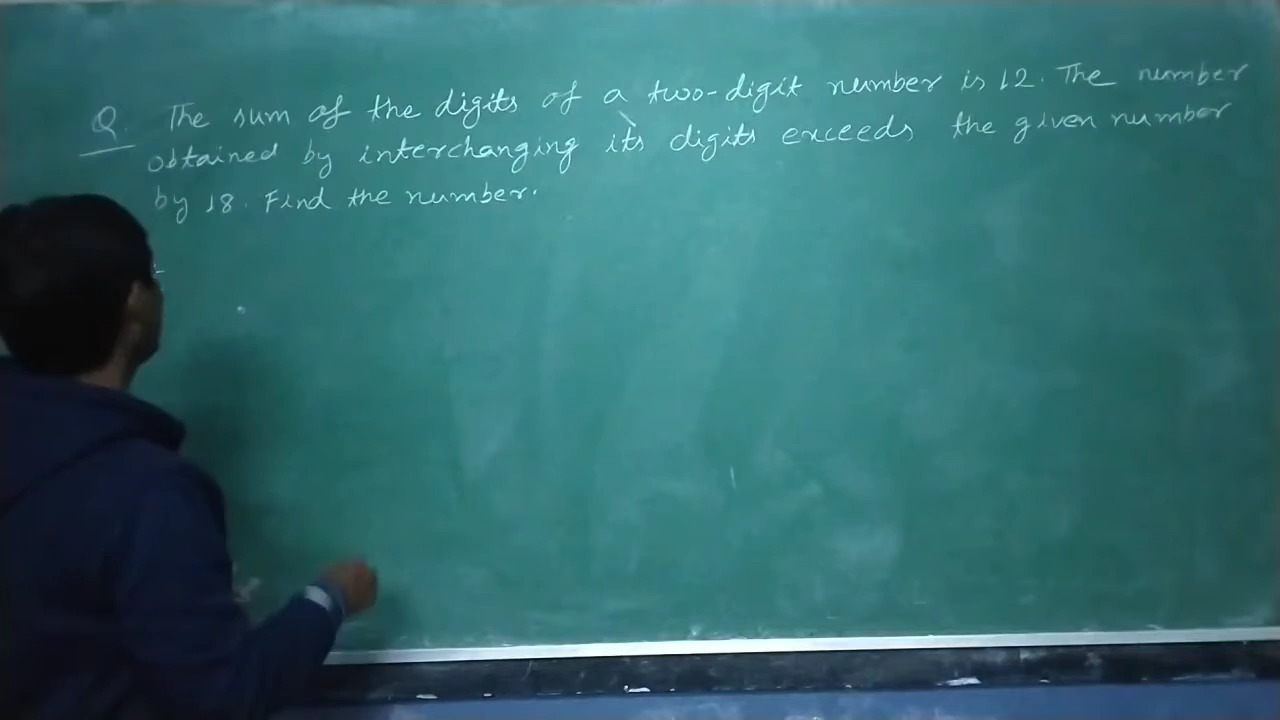 Q. The sum of the digits of a two-digit number is 12. The number
obtained by interchanging its digits exceeds the given number
by 18. Find the number.